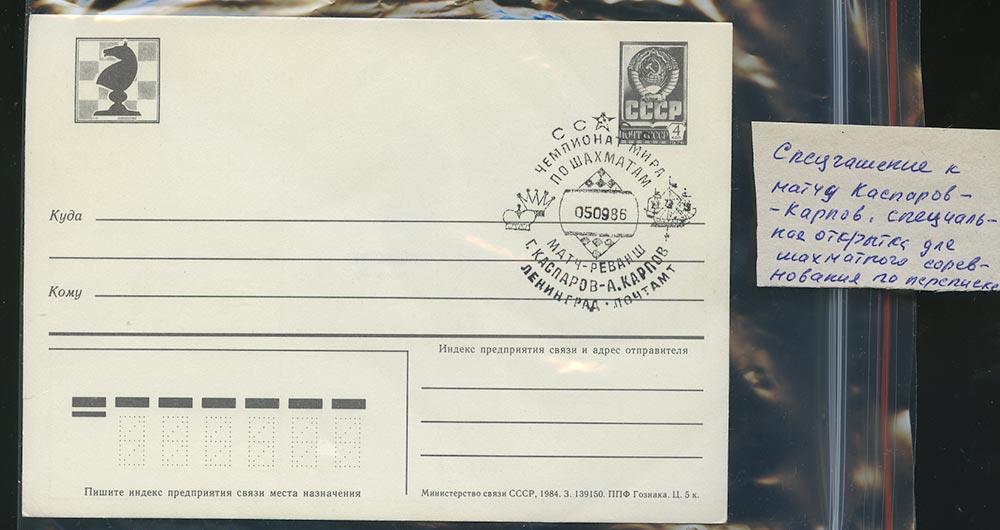 СССР
ПОЧТА СССР 4
СССР
ЧЕМПИОНАТ МИРА
ПО ШАХМАТАМ
050986
МАТЧ-РЕВАНШ
Г. КАСПАРОВ-А. КАРПОВ
ЛЕНИНГРАД · ПОЧТАМТ
Куда
Кому
Индекс предприятия связи и адрес отправителя
Пишите индекс предприятия связи места назначения
Министерство связи СССР, 1984. З. 139150. ППФ Гознака. Ц. 5 к.
Спецгашение к
матчу Каспаров-
-Карпов, специаль-
ная открытка для
шахматного сорев-
нования по переписке